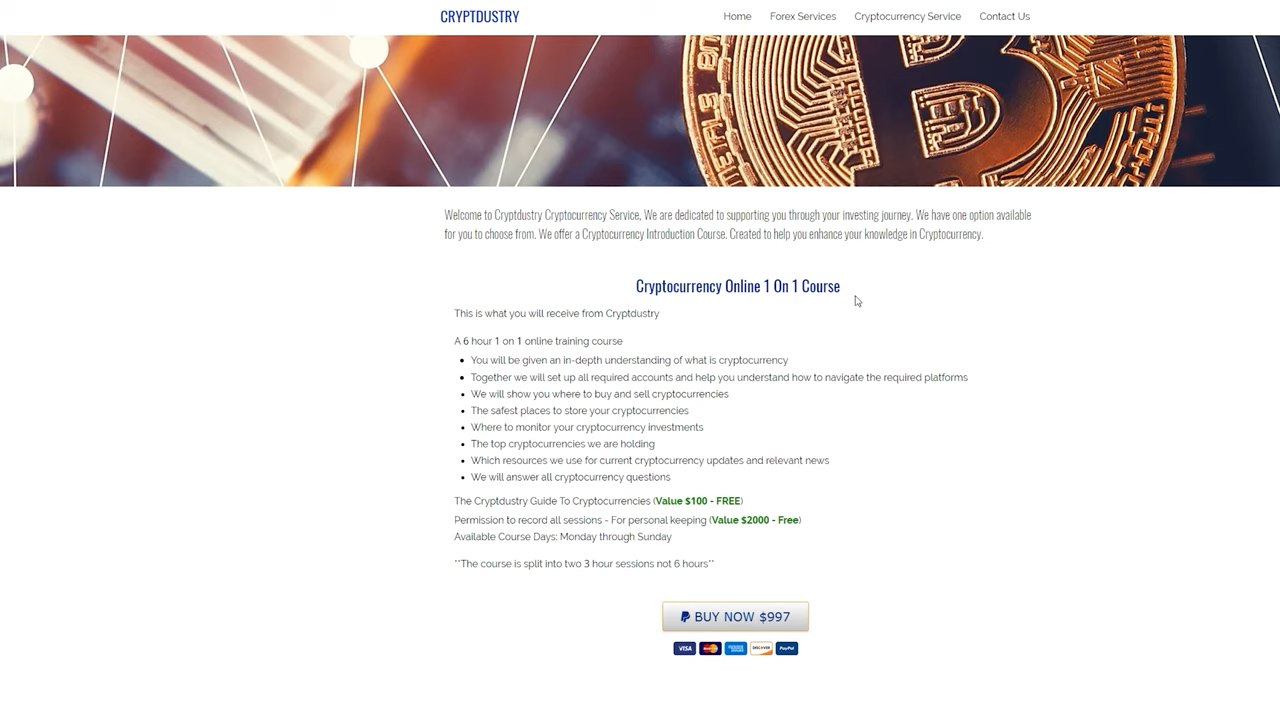 CRYPTDUSTRY
Home Forex Services Cryptocurrency Service Contact Us
Welcome to Cryptdustry Cryptocurrency Service, We are dedicated to supporting you through your investing journey. We have one option available
for you to choose from. We offer a Cryptocurrency Introduction Course. Created to help you enhance your knowledge in Cryptocurrency.
Cryptocurrency Online 1 On 1 Course
This is what you will receive from Cryptdustry
A 6 hour 1 on 1 online training course
• You will be given an in-depth understanding of what is cryptocurrency
• Together we will set up all required accounts and help you understand how to navigate the required platforms
• We will show you where to buy and sell cryptocurrencies
• The safest places to store your cryptocurrencies
• Where to monitor your cryptocurrency investments
• The top cryptocurrencies we are holding
• Which resources we use for current cryptocurrency updates and relevant news
• We will answer all cryptocurrency questions
The Cryptdustry Guide To Cryptocurrencies (Value $100 - FREE)
Permission to record all sessions - For personal keeping (Value $2000 - Free)
Available Course Days: Monday through Sunday
**The course is split into two 3 hour sessions not 6 hours**
BUY NOW $997
VISA DISCOVER PayPal